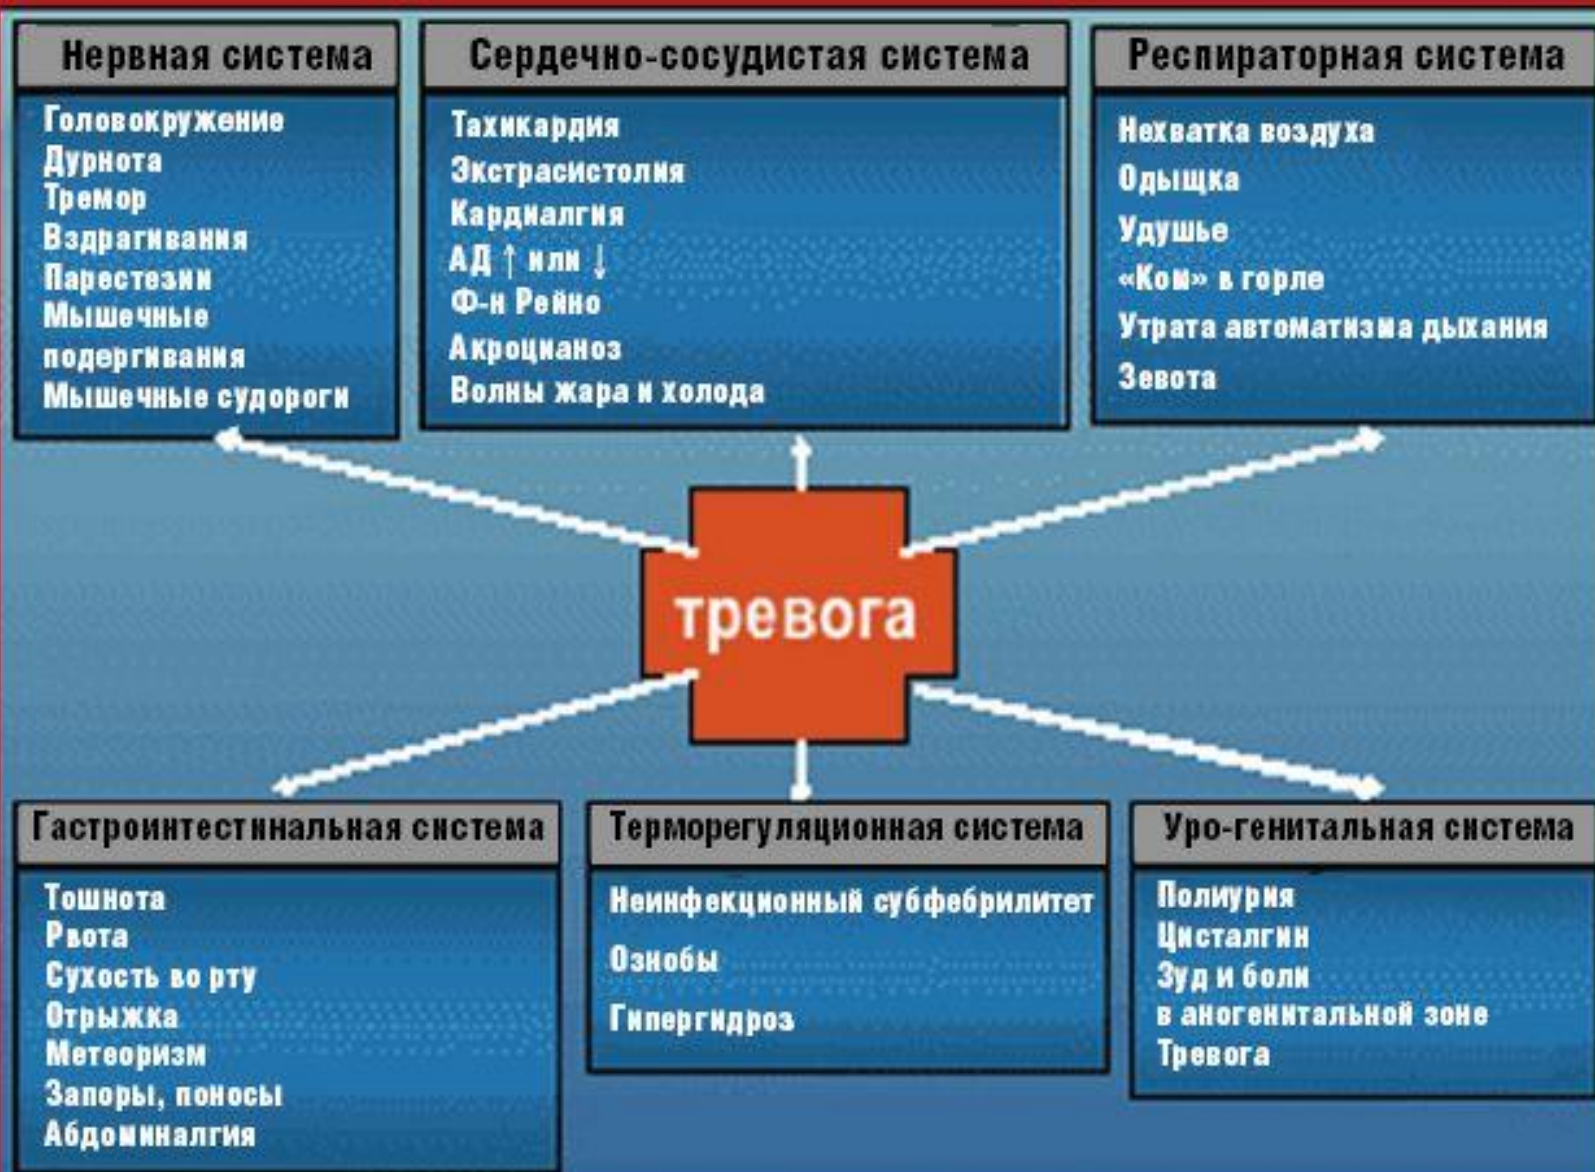 Нервная система
Головокружение
Дурнота
Тремор
Вздрагивания
Парестезии
Мышечные
подергивания
Мышечные судороги
Сердечно-сосудистая система
Тахикардия
Экстрасистолия
Кардиалгия
АД ↑ или ↓
Ф-н Рейно
Акроцианоз
Волны жара и холода
Респираторная система
Нехватка воздуха
Одыщка
Удушье
«Ком» в горле
Утрата автоматизма дыхания
Зевота
тревога
Гастроинтестинальная система
Тошнота
Рвота
Сухость во рту
Отрыжка
Метеоризм
Запоры, поносы
Абдоминалгия
Терморегуляционная система
Неинфекционный субфебрилитет
Ознобы
Гипергидроз
Уро-генитальная система
Полиурия
Цисталгин
Зуд и боли
в аногенитальной зоне
Тревога